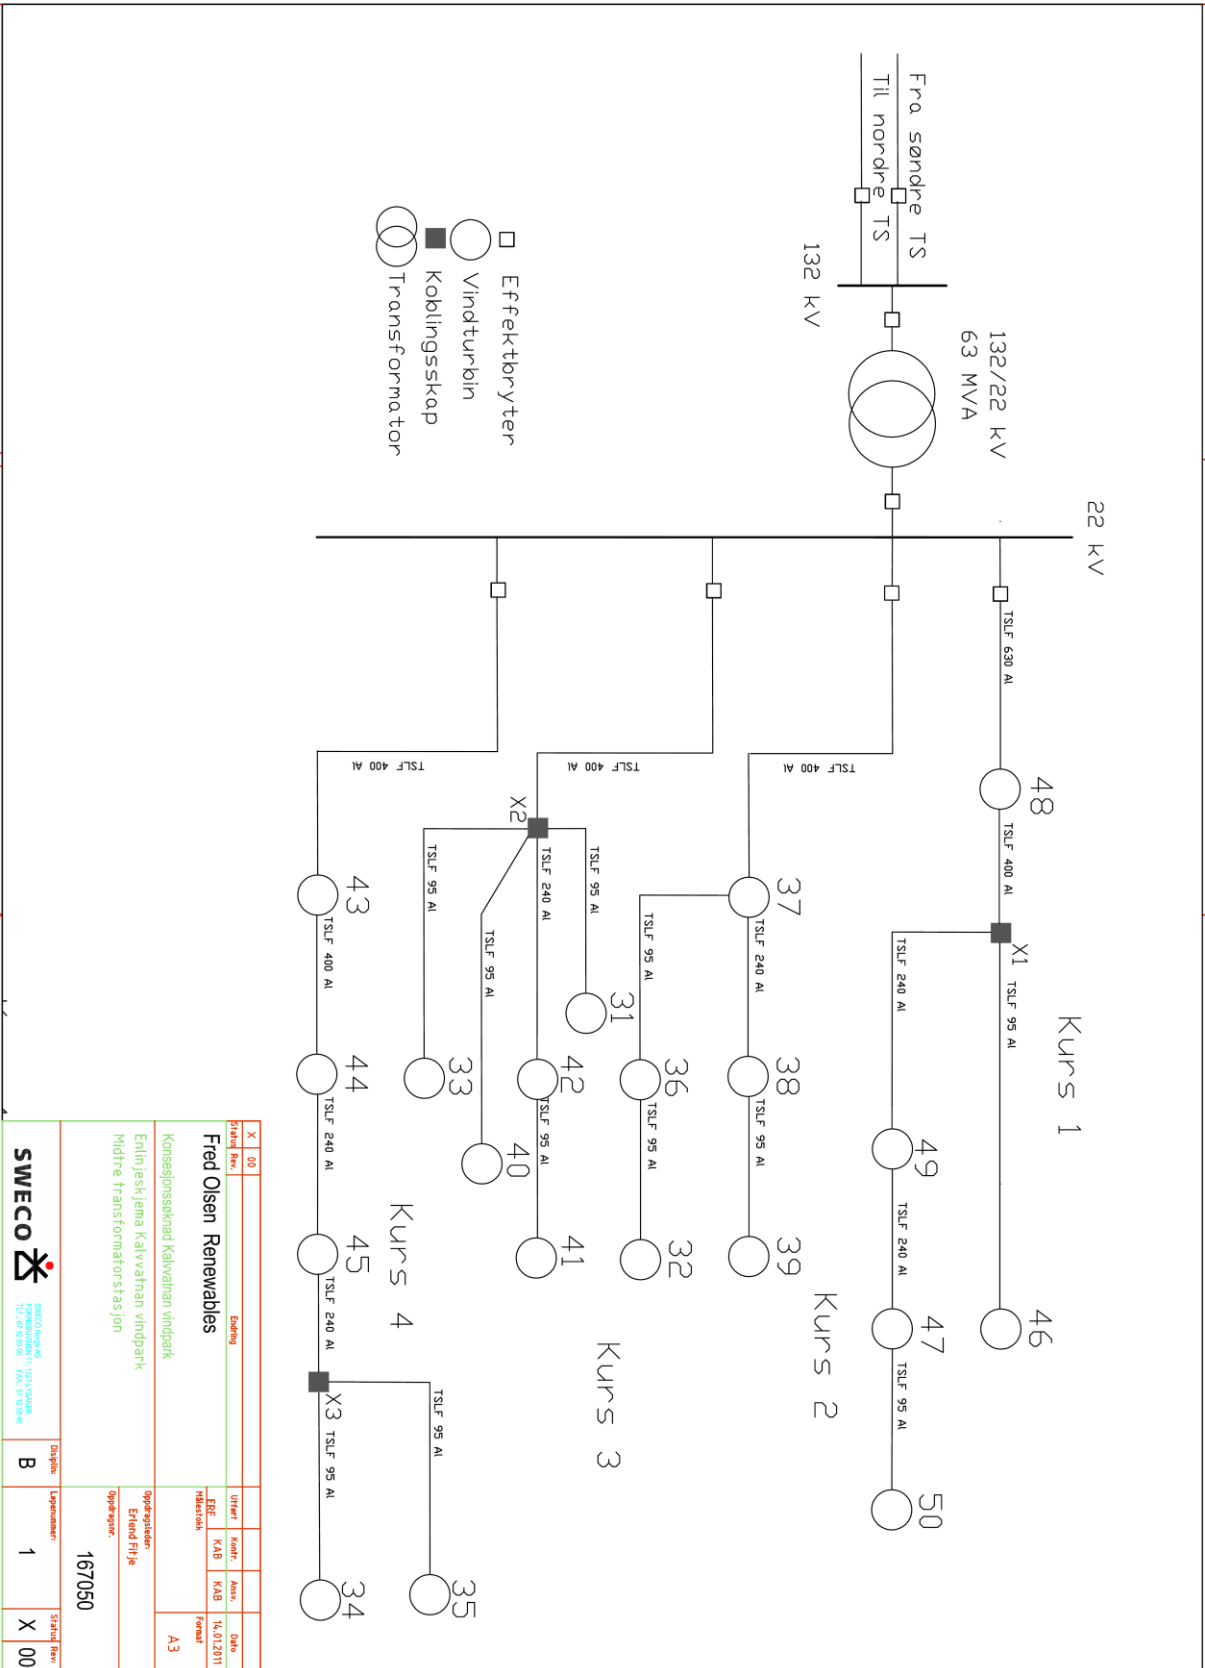 Fra søndre TS
Til nordre TS
132 kV
132/22 kV
63 MVA
22 kV
Effektbryter
Vindturbin
Koblingsskap
Transformator
Kurs 1
TSLF 630 Al
48
TSLF 400 Al
X1
TSLF 95 Al
46
TSLF 240 Al
49
TSLF 240 Al
47
TSLF 95 Al
50
Kurs 2
TSLF 400 Al
37
TSLF 240 Al
38
TSLF 95 Al
39
TSLF 95 Al
36
TSLF 95 Al
32
Kurs 3
TSLF 400 Al
X2
TSLF 95 Al
31
TSLF 240 Al
42
TSLF 95 Al
41
TSLF 95 Al
40
TSLF 95 Al
33
Kurs 4
TSLF 400 Al
43
TSLF 400 Al
44
TSLF 240 Al
45
TSLF 240 Al
X3
TSLF 95 Al
35
TSLF 95 Al
34
X 00
Status Rev. Endring Utført Kontr. Ansv. Dato
ERF KAB KAB 14.01.2011
Fred Olsen Renewables
Målestokk
Format
A3
Konsesjonssøknad Kalvvatnan vindpark
Enlinjeskjema Kalvvatnan vindpark
Midtre transformatorstasjon
Oppdragsleder:
Erlend Fitje
Oppdragsnr.
167050
SWECO
SWECO Norge AS
FORNEBUVEIEN 11, 1327 LYSAKER
Disiplin: Løpenummer: Status Rev:
B 1 X 00